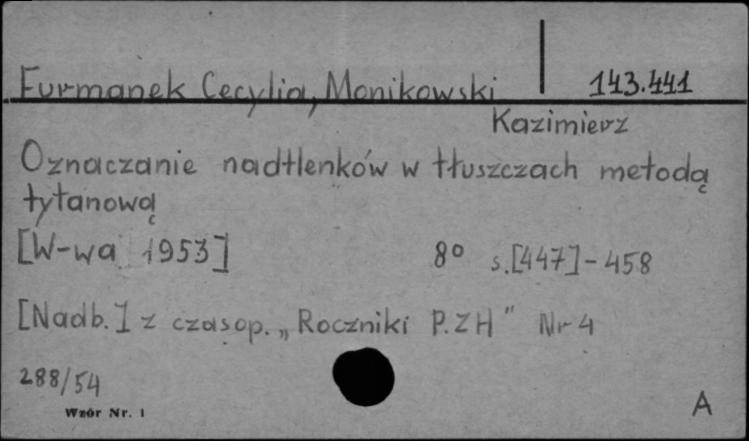 Furmanek Cecylia, Monikowski 143.441
Kazimierz
Oznaczanie nadtlenków w tłuszczach metodą
tytanową
[W-wa 1953] 8° s.[447]-458
[Nadb.] z czasop. „Roczniki P.ZH" Nr 4
288/54
Wzór Nr. 1
A